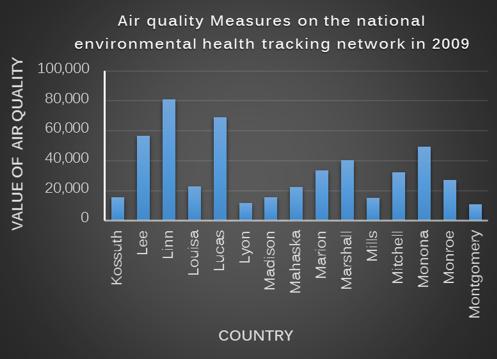 Air quality Measures on the national
environmental health tracking network in 2009
VALUE OF AIR QUALITY
100,000
80,000
60,000
40,000
20,000
0
Kossuth
Lee
Linn
Louisa
Lucas
Lyon
Madison
Mahaska
Marion
Marshall
Mills
Mitchell
Monona
Monroe
Montgomery
COUNTRY